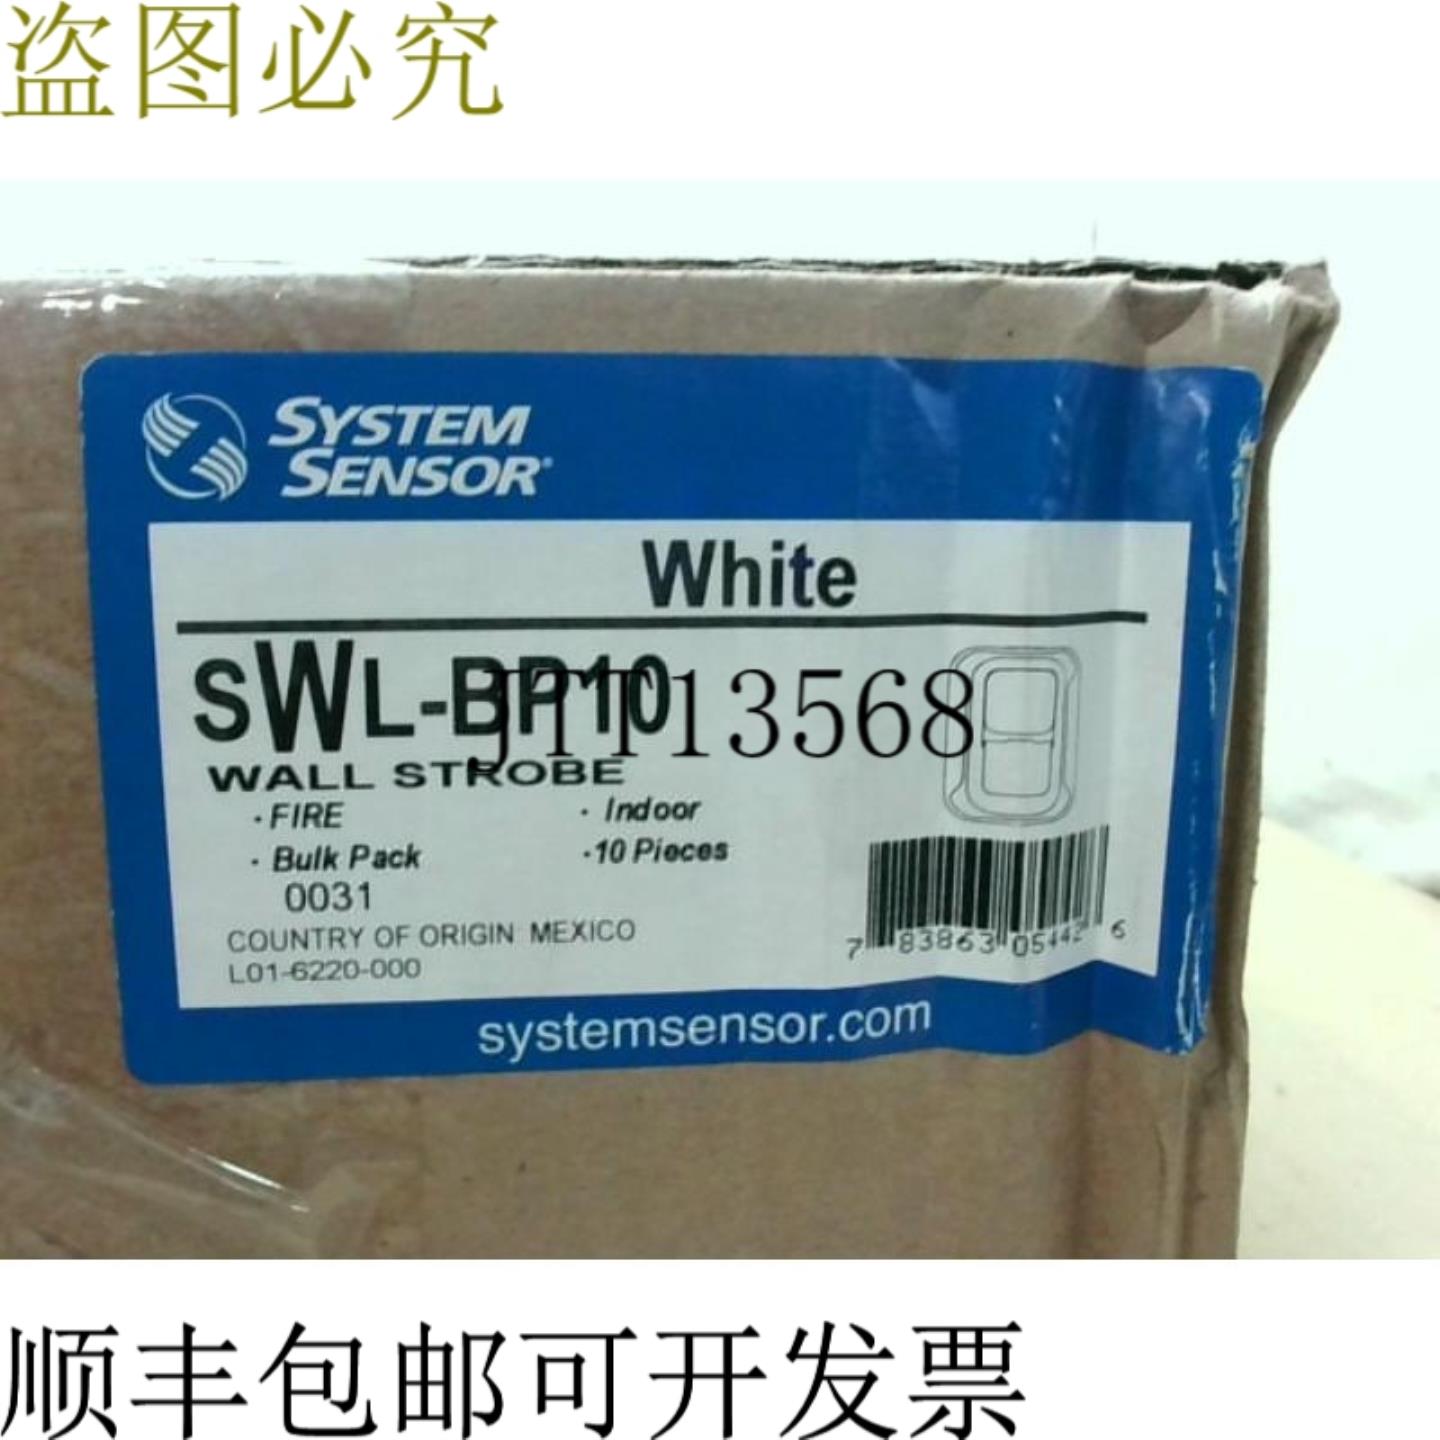 盗图必究
SYSTEM
SENSOR
White
SWL-BP10
JTT13568
WALL STROBE
· FIRE · Indoor
· Bulk Pack · 10 Pieces
0031
COUNTRY OF ORIGIN MEXICO
L01-6220-000
7 83863 05442 6
systemsensor.com
顺丰包邮可开发票